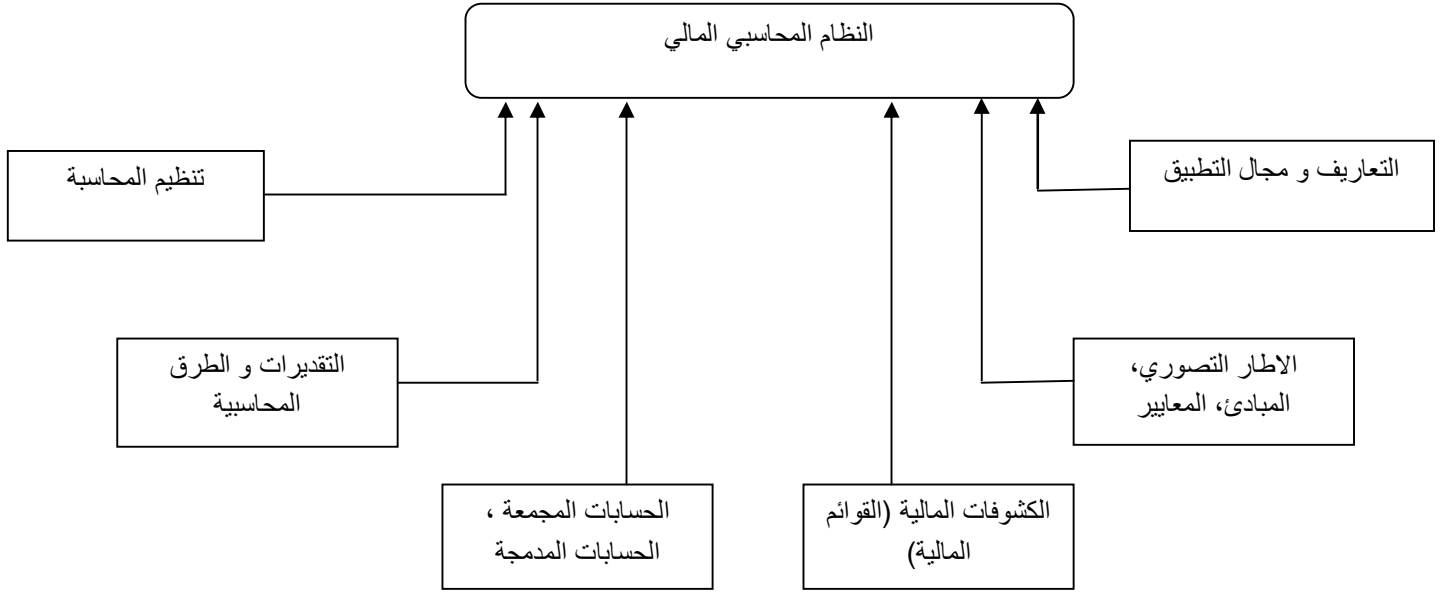 النظام المحاسبي المالي
التعاريف و مجال التطبيق
تنظيم المحاسبة
الاطار التصوري،
المبادئ، المعايير
التقديرات و الطرق
المحاسبية
الكشوفات المالية (القوائم
المالية)
الحسابات المجمعة ،
الحسابات المدمجة